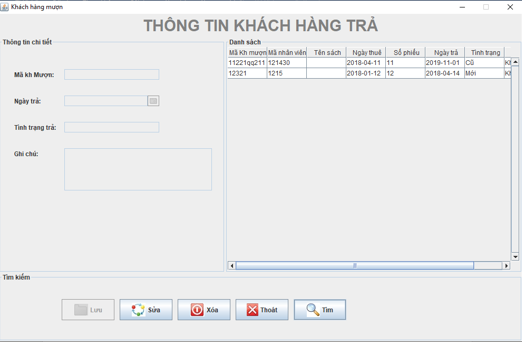 Khách hàng mượn
THÔNG TIN KHÁCH HÀNG TRẢ
Thông tin chi tiết
Mã kh Mượn:
Ngày trả:
Tình trạng trả:
Ghi chú:
Danh sách
Mã Kh mượn Mã nhân viên Tên sách Ngày thuê Số phiếu Ngày trả Tình trạng
11221qq211 121430 2018-04-11 11 2019-11-01 Cũ
12321 1215 2018-01-12 12 2018-04-14 Mới
Tìm kiếm
Lưu Sửa Xóa Thoát Tìm